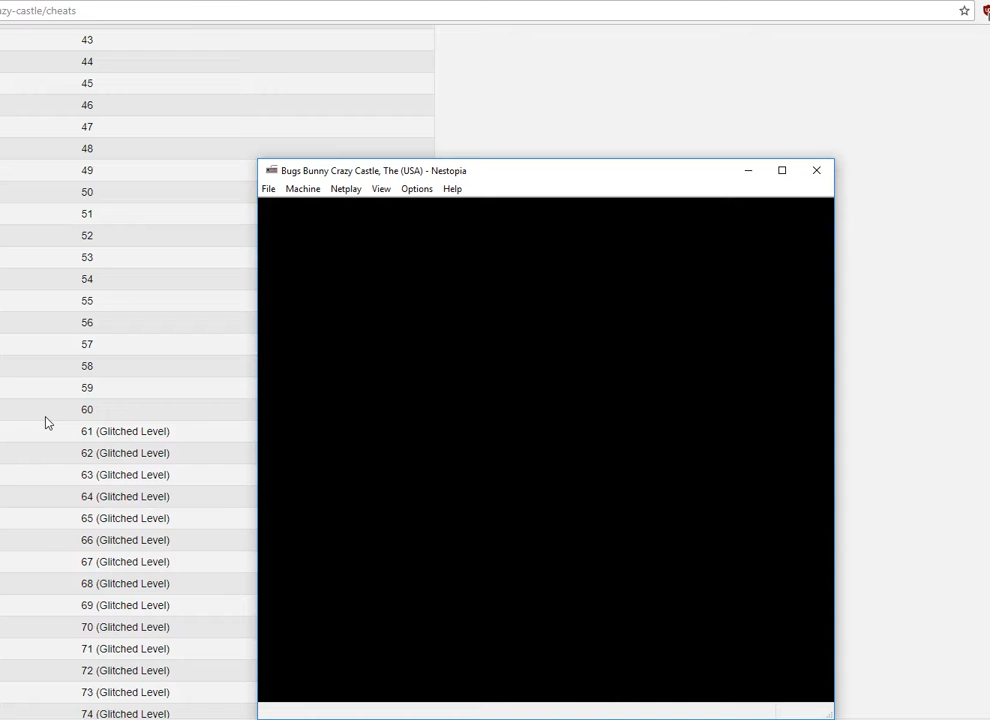 azy-castle/cheats
43
44
45
46
47
48
49
50
51
52
53
54
55
56
57
58
59
60
61 (Glitched Level)
62 (Glitched Level)
63 (Glitched Level)
64 (Glitched Level)
65 (Glitched Level)
66 (Glitched Level)
67 (Glitched Level)
68 (Glitched Level)
69 (Glitched Level)
70 (Glitched Level)
71 (Glitched Level)
72 (Glitched Level)
73 (Glitched Level)
74 (Glitched Level)
Bugs Bunny Crazy Castle, The (USA) - Nestopia
File Machine Netplay View Options Help